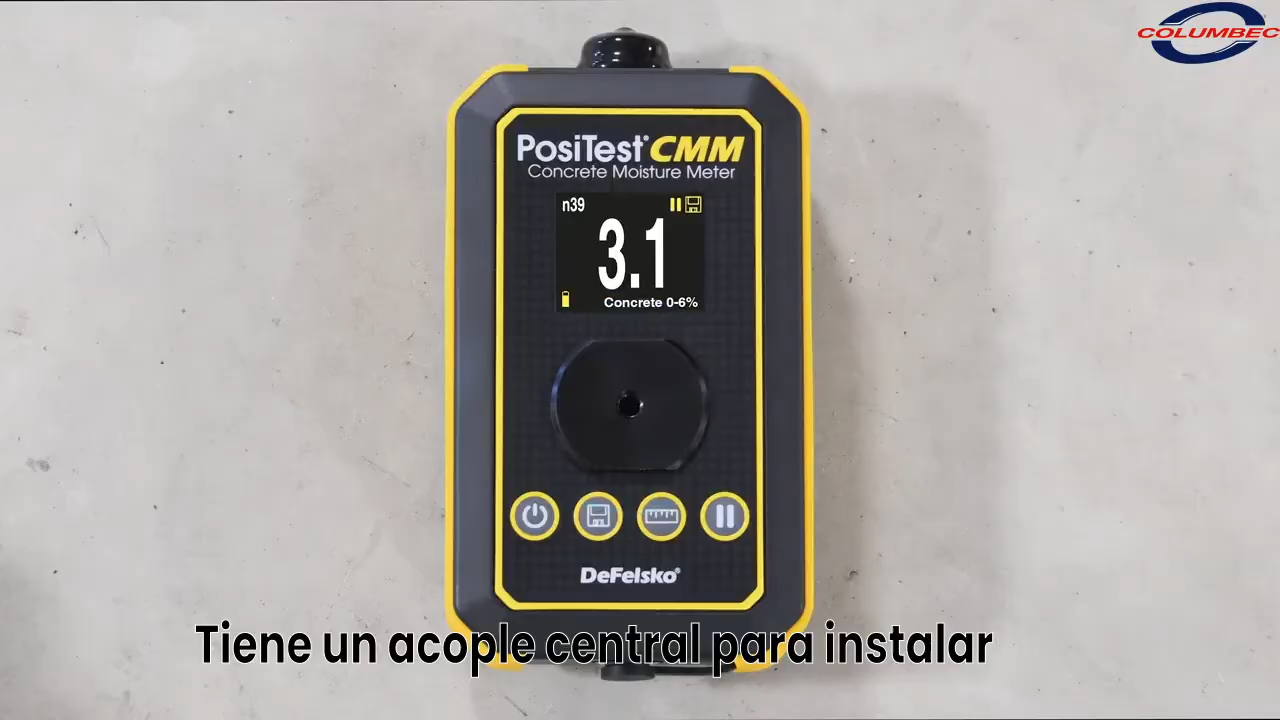 COLUMBEC
PosiTest® CMM
Concrete Moisture Meter
n39
3.1
Concrete 0-6%
DeFelsko®
Tiene un acople central para instalar